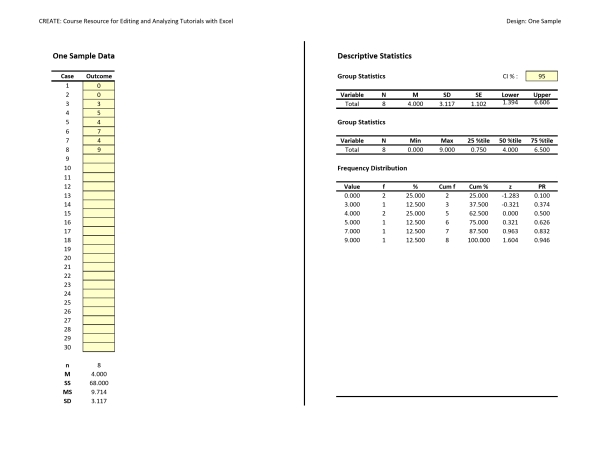 CREATE: Course Resource for Editing and Analyzing Tutorials with Excel
Design: One Sample
One Sample Data
Case Outcome
1 0
2 0
3 3
4 5
5 4
6 7
7 4
8 9
9
10
11
12
13
14
15
16
17
18
19
20
21
22
23
24
25
26
27
28
29
30
n 8
M 4.000
SS 68.000
MS 9.714
SD 3.117
Descriptive Statistics
Group Statistics CI % : 95
Variable N M SD SE Lower Upper
Total 8 4.000 3.117 1.102 1.394 6.606
Group Statistics
Variable N Min Max 25 %tile 50 %tile 75 %tile
Total 8 0.000 9.000 0.750 4.000 6.500
Frequency Distribution
Value f % Cum f Cum % z PR
0.000 2 25.000 2 25.000 -1.283 0.100
3.000 1 12.500 3 37.500 -0.321 0.374
4.000 2 25.000 5 62.500 0.000 0.500
5.000 1 12.500 6 75.000 0.321 0.626
7.000 1 12.500 7 87.500 0.963 0.832
9.000 1 12.500 8 100.000 1.604 0.946